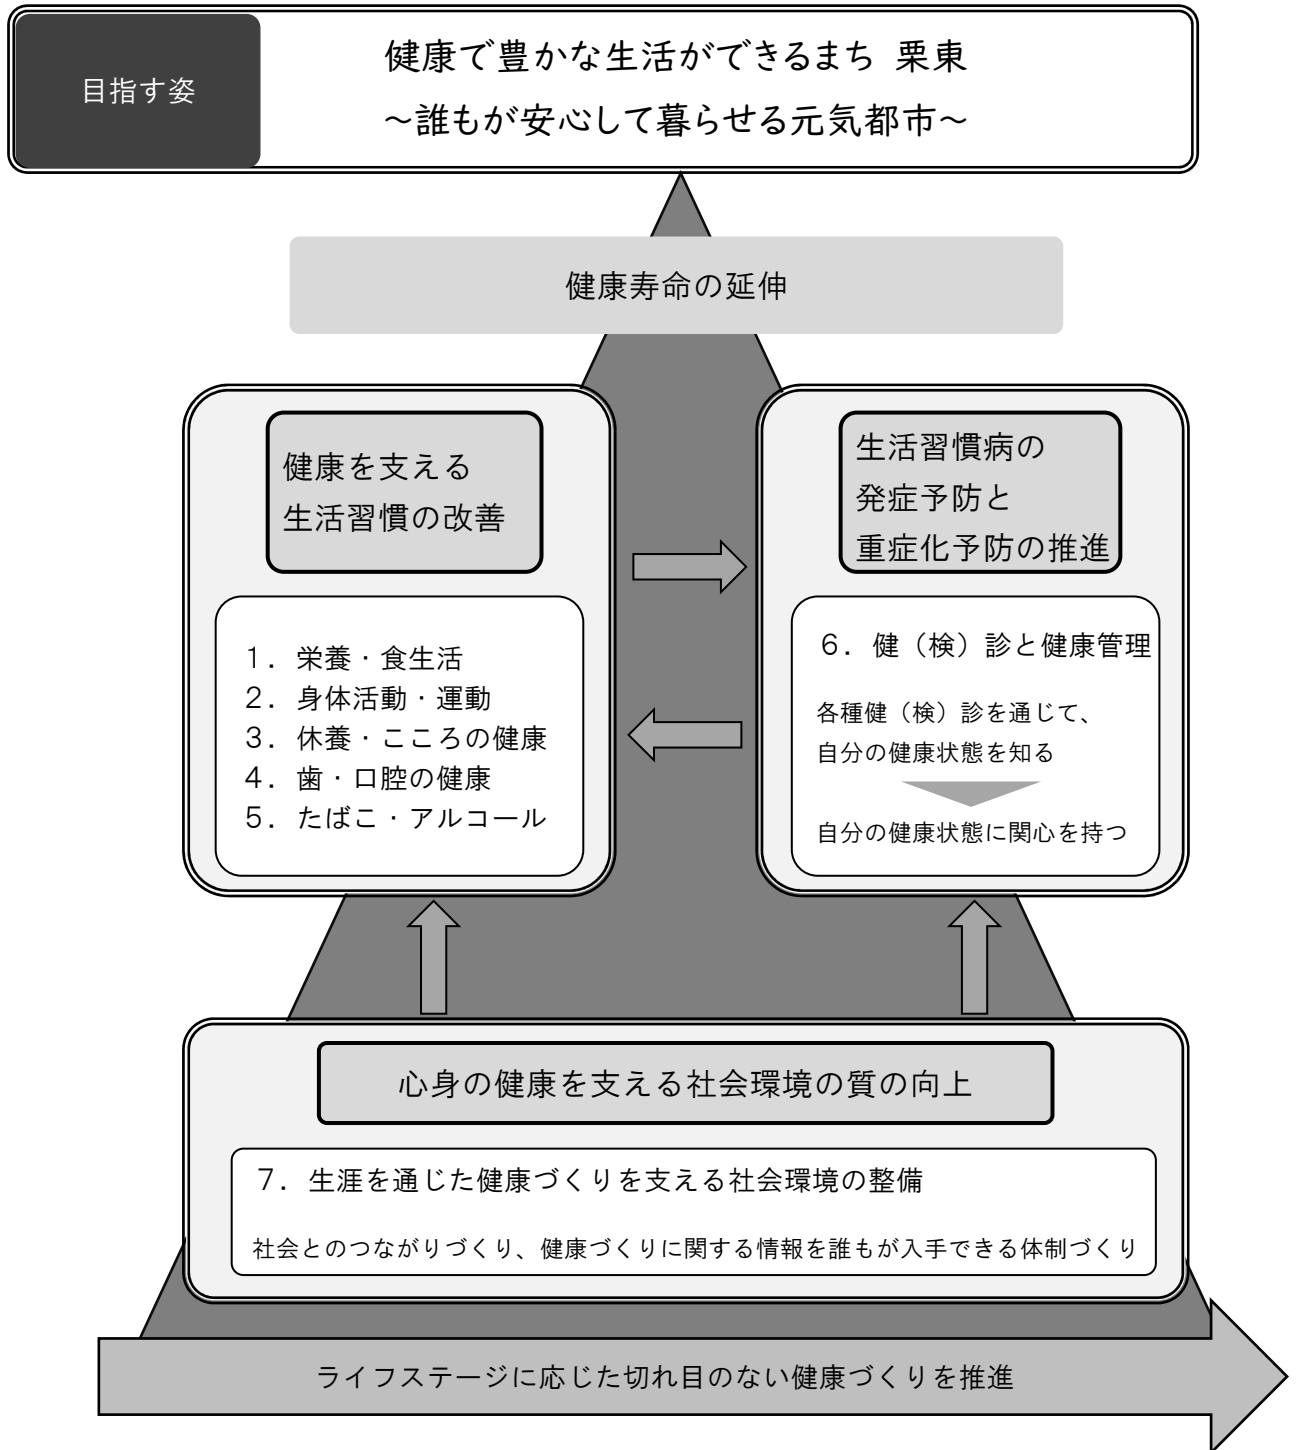 目指す姿
健康で豊かな生活ができるまち 栗東
~誰もが安心して暮らせる元気都市~
健康寿命の延伸
健康を支える
生活習慣の改善
1. 栄養・食生活
2. 身体活動・運動
3. 休養・こころの健康
4. 歯・口腔の健康
5. たばこ・アルコール
生活習慣病の
発症予防と
重症化予防の推進
6. 健(検)診と健康管理
各種健(検)診を通じて、
自分の健康状態を知る
自分の健康状態に関心を持つ
心身の健康を支える社会環境の質の向上
7. 生涯を通じた健康づくりを支える社会環境の整備
社会とのつながりづくり、健康づくりに関する情報を誰もが入手できる体制づくり
ライフステージに応じた切れ目のない健康づくりを推進